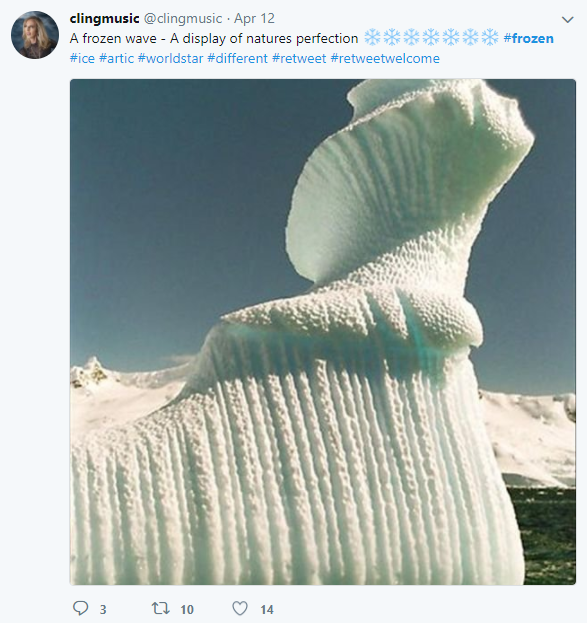 clingmusic @clingmusic · Apr 12
A frozen wave - A display of natures perfection ❄❄❄❄❄❄❄ #frozen
#ice #artic #worldstar #different #retweet #retweetwelcome
3 10 14